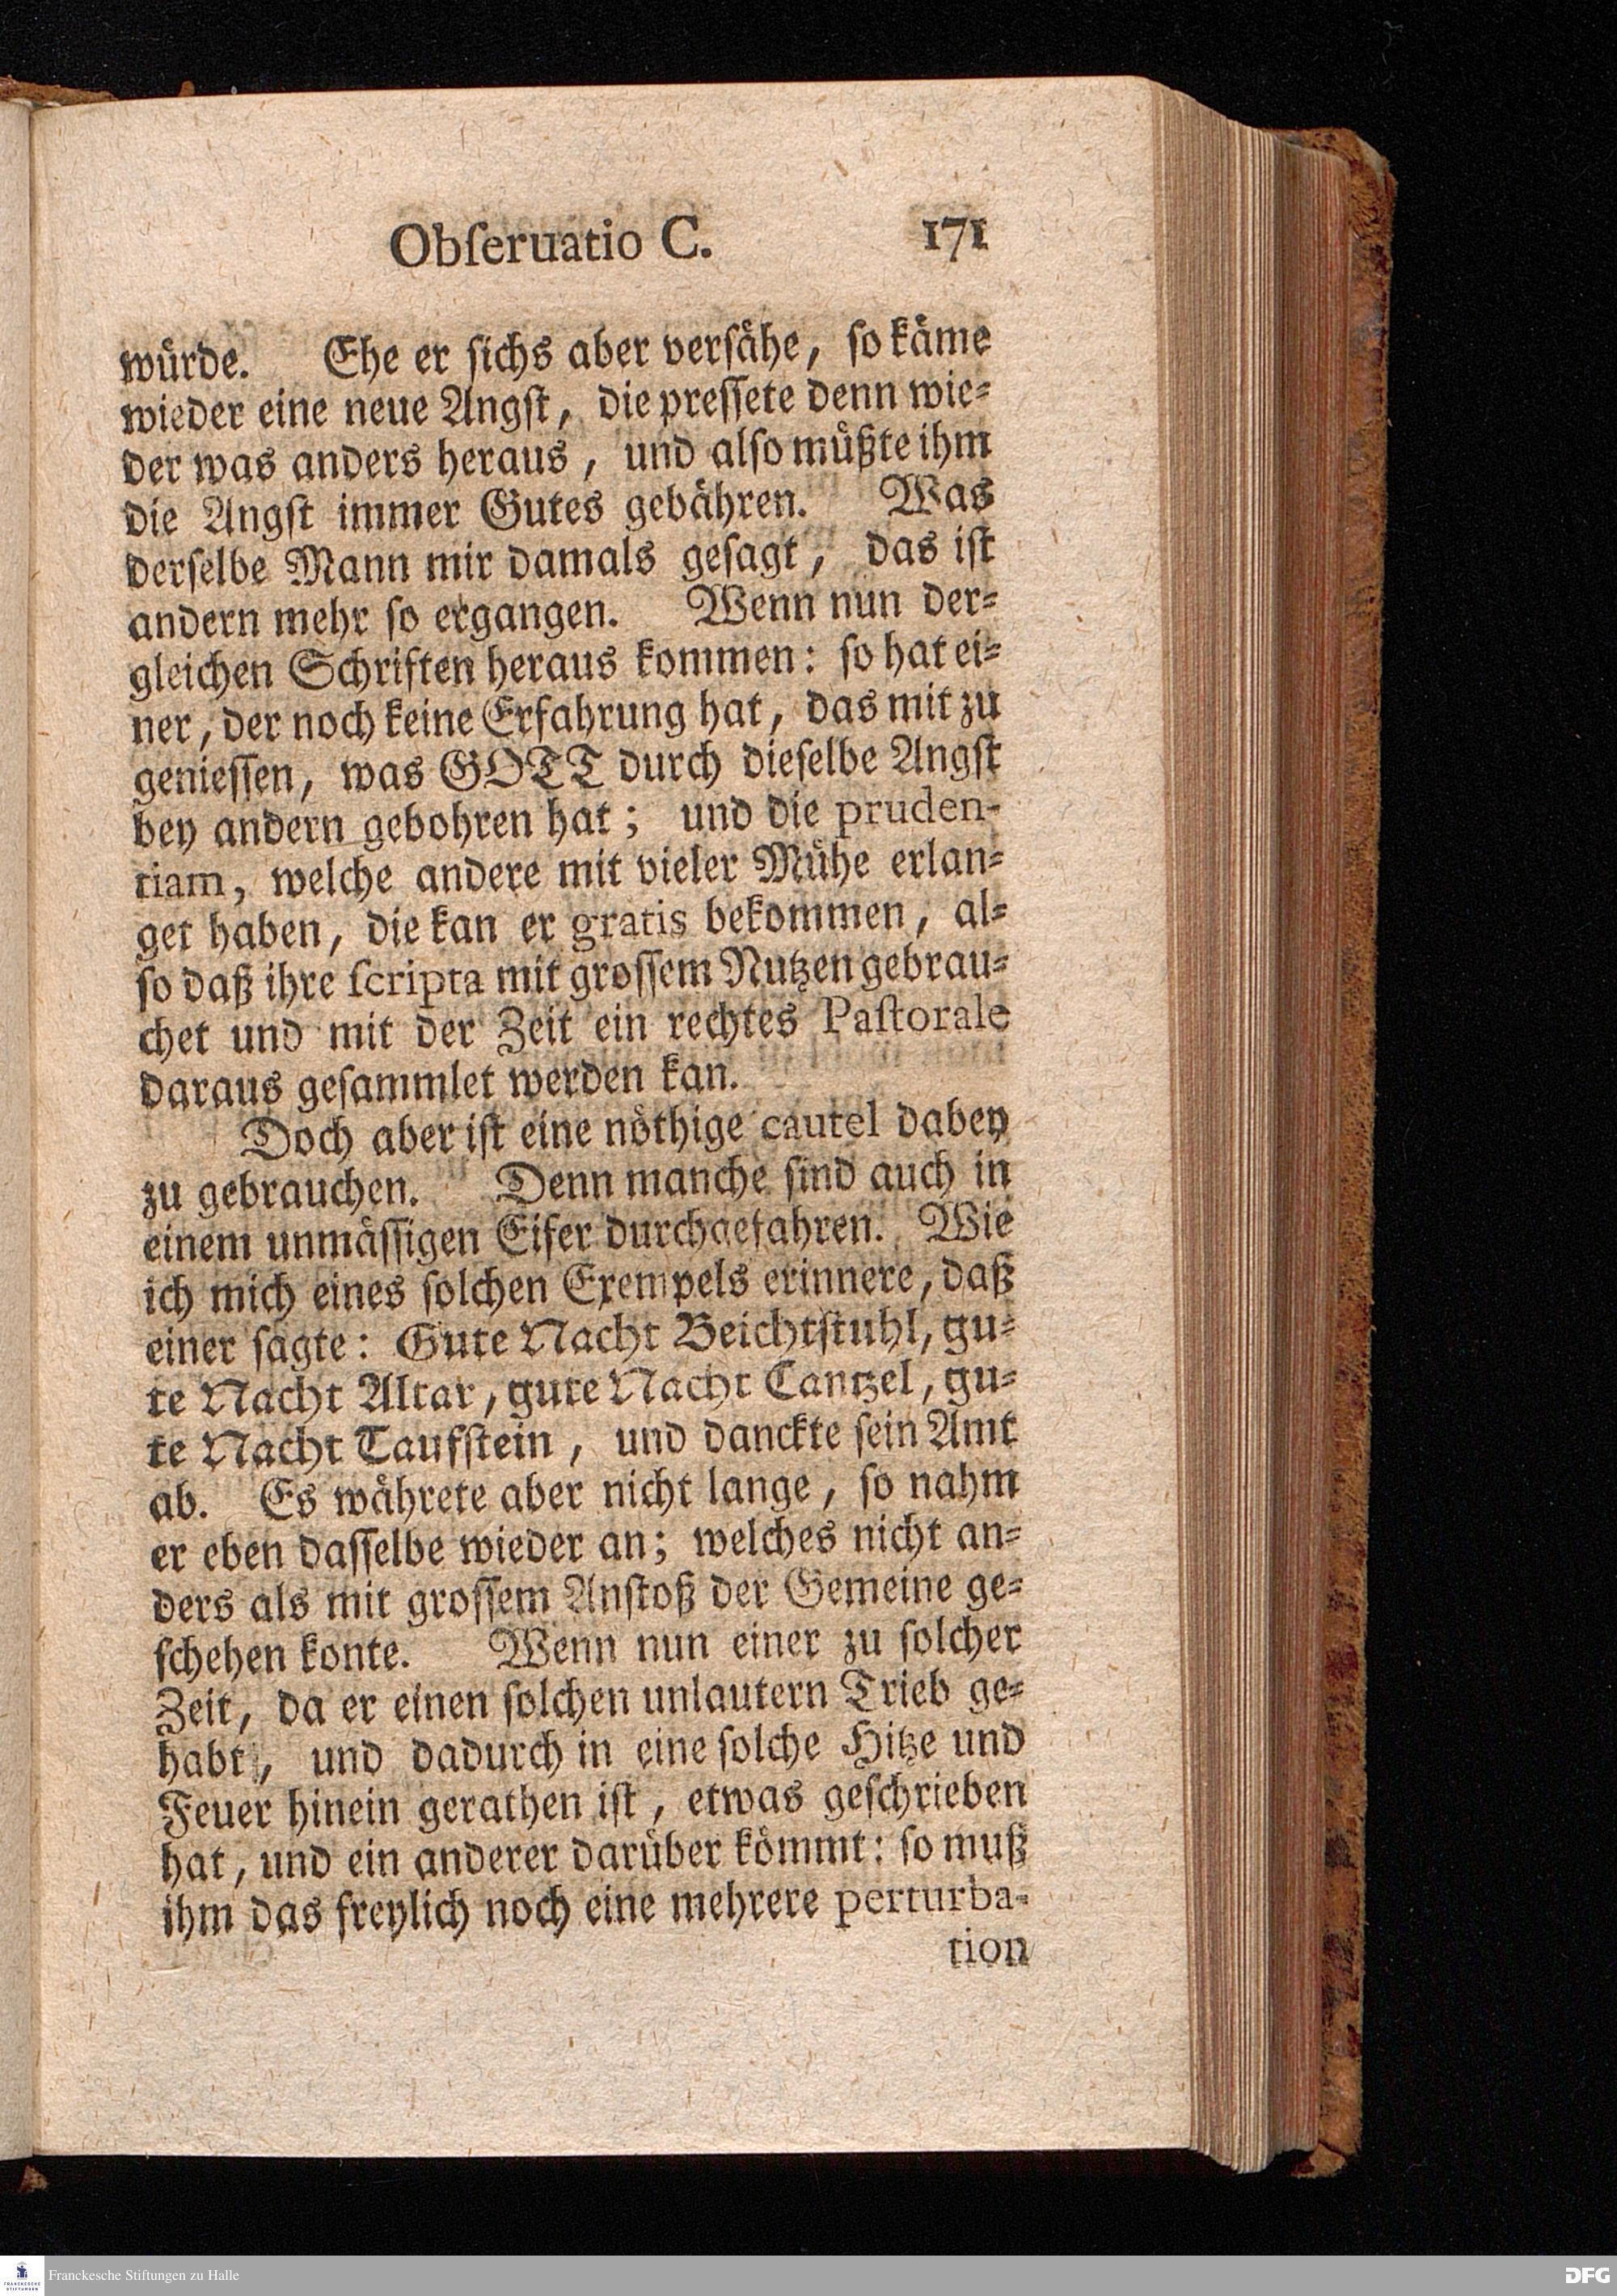 Obſeruatio C. 171
würde. Ehe er ſichs aber verſähe, ſo käme
wieder eine neue Angſt, die preſſete denn wie⸗
der was anders heraus, und alſo müßte ihm
die Angſt immer Gutes gebähren. Was
derſelbe Mann mir damals geſagt, das iſt
andern mehr ſo ergangen. Wenn nun der⸗
gleichen Schriften heraus kommen: ſo hat ei⸗
ner, der noch keine Erfahrung hat, das mit zu
genieſſen, was GOTT durch dieſelbe Angſt
bey andern gebohren hat; und die pruden-
tiam, welche andere mit vieler Mühe erlan⸗
get haben, die kan er gratis bekommen, al⸗
ſo daß ihre ſcripta mit groſſem Nutzen gebrau⸗
chet und mit der Zeit ein rechtes Paſtorale
daraus geſammlet werden kan.
Doch aber iſt eine nöthige cautel dabey
zu gebrauchen. Denn manche ſind auch in
einem unmäſſigen Eifer durchgefahren. Wie
ich mich eines ſolchen Exempels erinnere, daß
einer ſagte: Gute Nacht Beichtſtuhl, gu⸗
te Nacht Altar, gute Nacht Cantzel, gu⸗
te Nacht Taufſtein, und danckte ſein Amt
ab. Es währete aber nicht lange, ſo nahm
er eben daſſelbe wieder an; welches nicht an⸗
ders als mit groſſem Anſtoß der Gemeine ge⸗
ſchehen konte. Wenn nun einer zu ſolcher
Zeit, da er einen ſolchen unlautern Trieb ge⸗
habt, und dadurch in eine ſolche Hitze und
Feuer hinein gerathen iſt, etwas geſchrieben
hat, und ein anderer darüber kömmt: ſo muß
ihm das freylich noch eine mehrere perturba-
tion
FRANCKESCHE STIFTUNGEN Franckesche Stiftungen zu Halle DFG